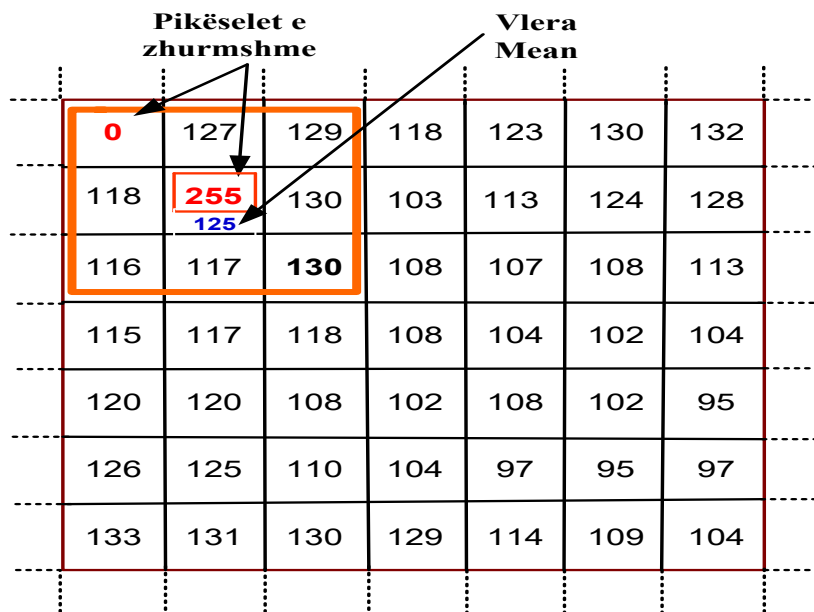 Pikëselet e
zhurmshme
Vlera
Mean
0 127 129 118 123 130 132
118 255 130 103 113 124 128
125
116 117 130 108 107 108 113
115 117 118 108 104 102 104
120 120 108 102 108 102 95
126 125 110 104 97 95 97
133 131 130 129 114 109 104